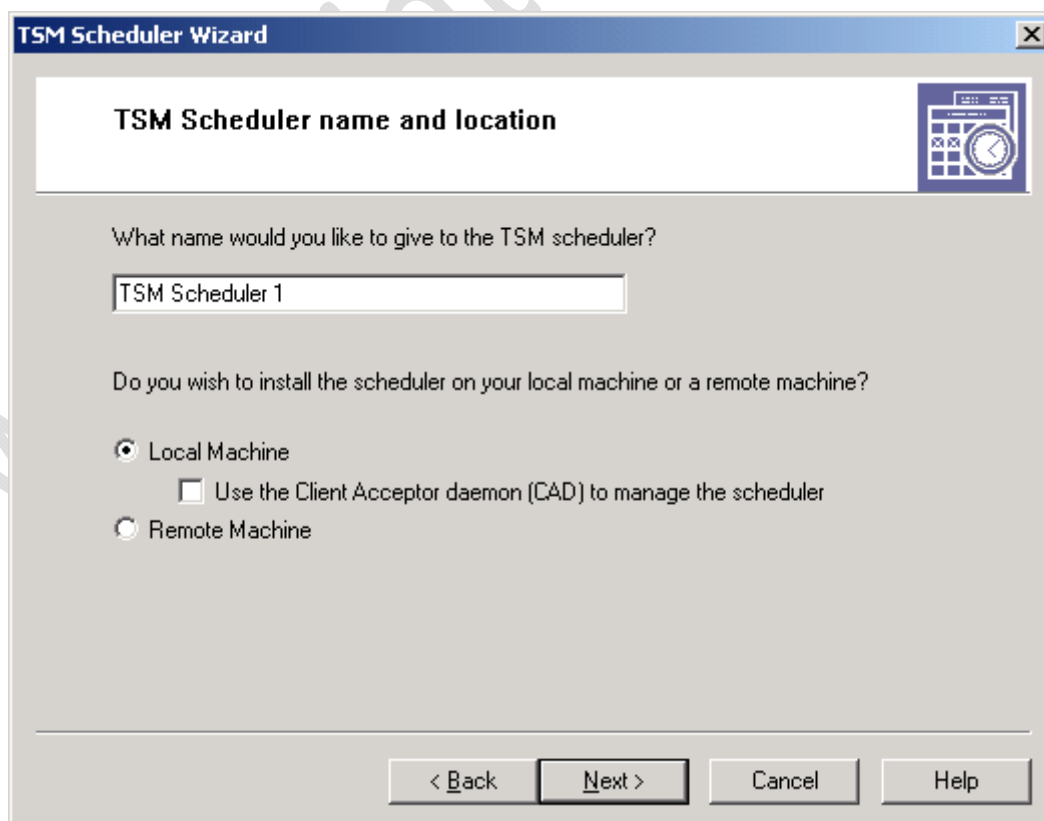 TSM Scheduler Wizard
TSM Scheduler name and location
What name would you like to give to the TSM scheduler?
TSM Scheduler 1
Do you wish to install the scheduler on your local machine or a remote machine?
Local Machine
Use the Client Acceptor daemon (CAD) to manage the scheduler
Remote Machine
< Back Next > Cancel Help